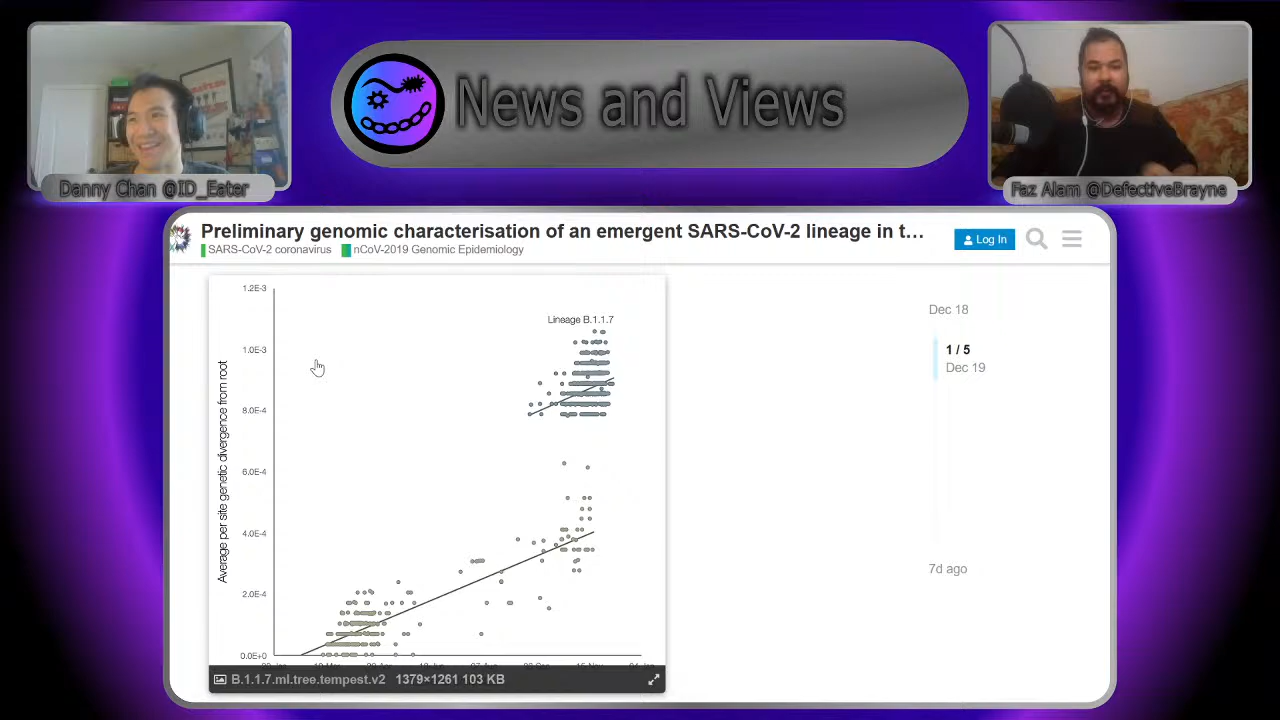 News and Views
Danny Chan @ID_Eater
Faz Alam @DefectiveBrayne
Preliminary genomic characterisation of an emergent SARS-CoV-2 lineage in t…
SARS-CoV-2 coronavirus nCoV-2019 Genomic Epidemiology
Log In
1.2E-3
Lineage B.1.1.7
1.0E-3
8.0E-4
6.0E-4
4.0E-4
2.0E-4
0.0E+0
Average per site genetic divergence from root
B.1.1.7.ml.tree.tempest.v2 1379×1261 103 KB
Dec 18
1 / 5
Dec 19
7d ago